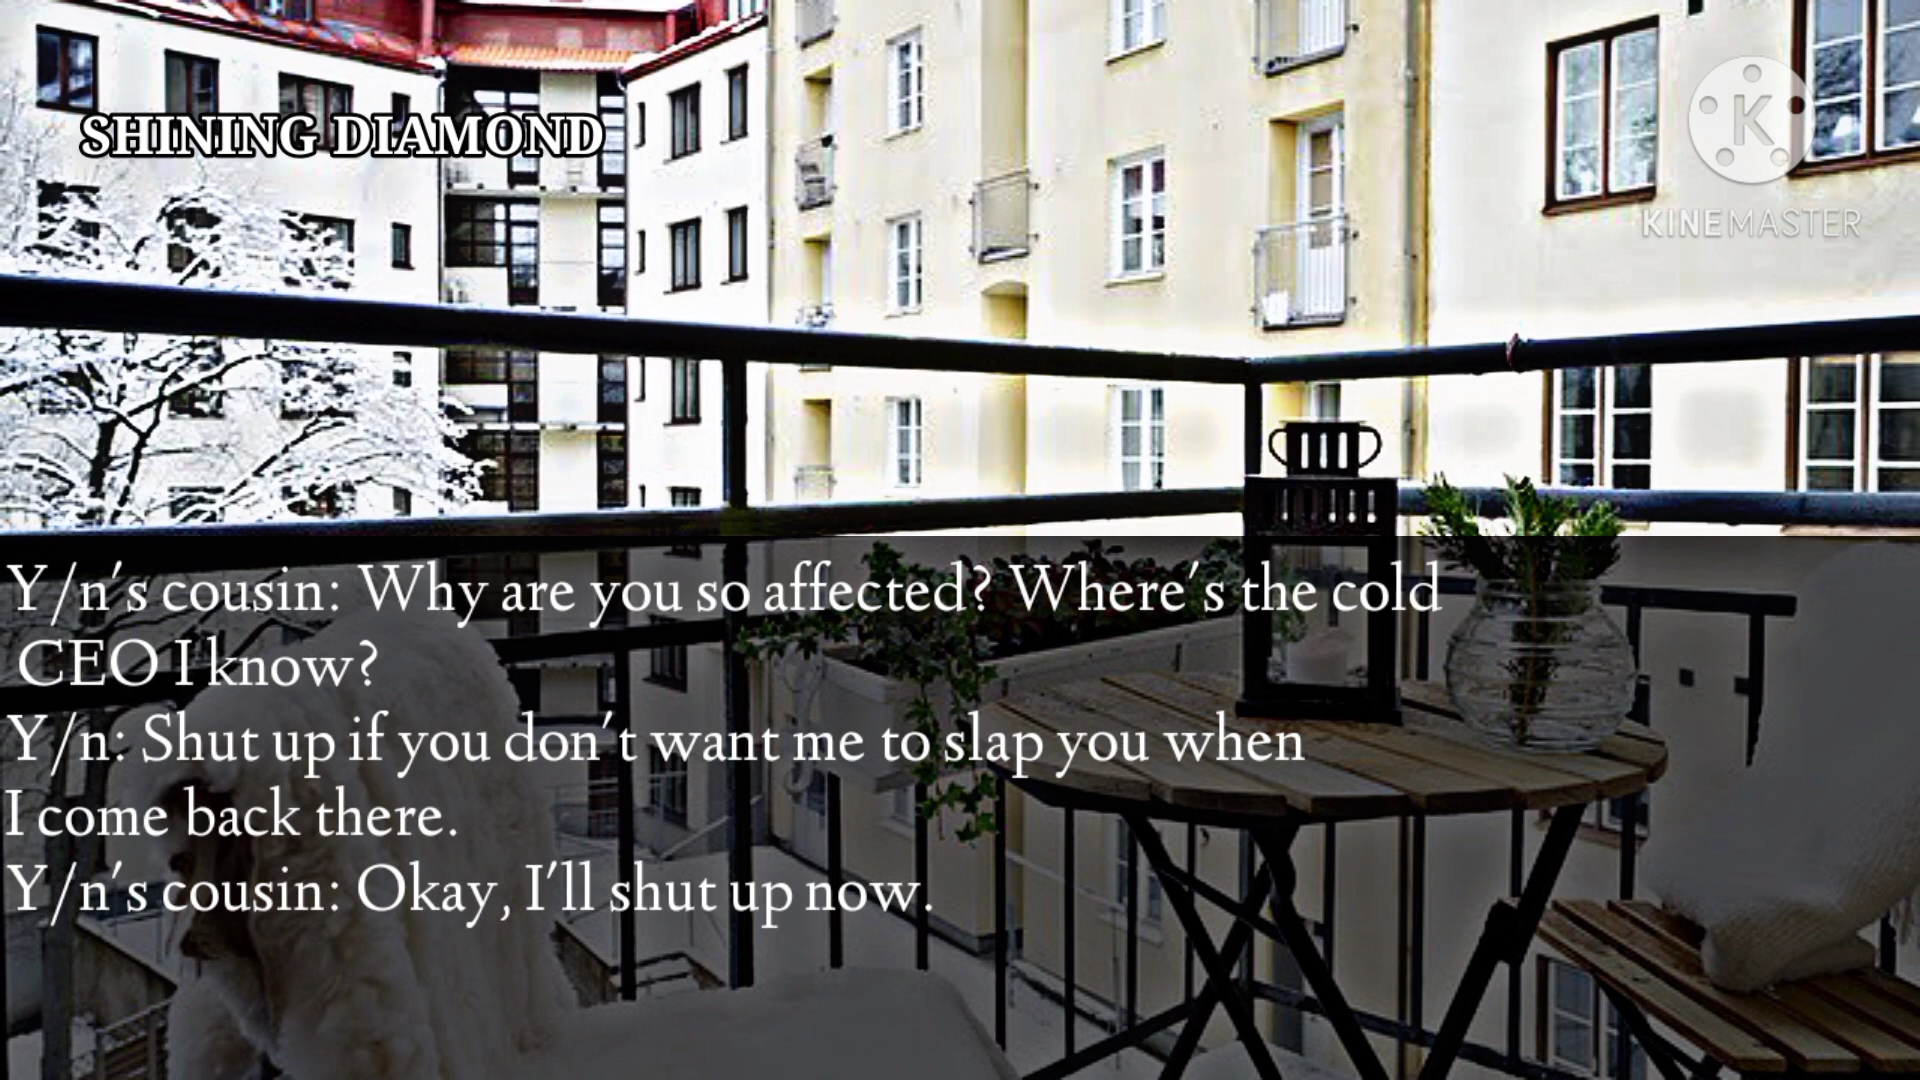 SHINING DIAMOND
KINEMASTER
Y/n's cousin: Why are you so affected? Where's the cold
CEO I know?
Y/n: Shut up if you don't want me to slap you when
I come back there.
Y/n's cousin: Okay, I'll shut up now.